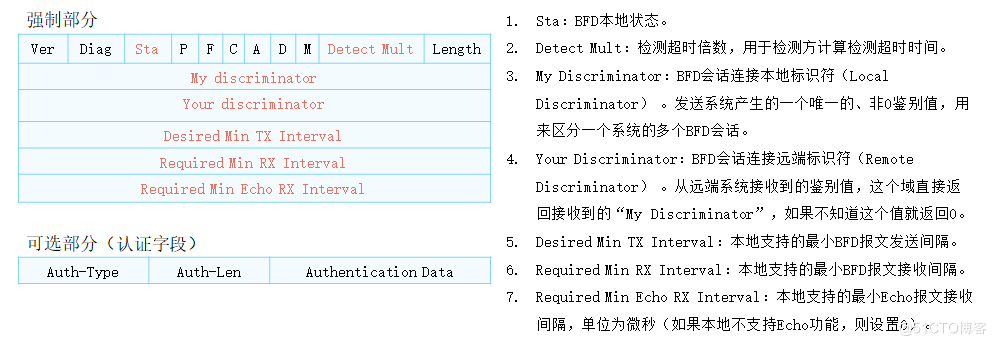 强制部分
Ver Diag Sta P F C A D M Detect Mult Length
My discriminator
Your discriminator
Desired Min TX Interval
Required Min RX Interval
Required Min Echo RX Interval
可选部分（认证字段）
Auth-Type Auth-Len Authentication Data
1. Sta：BFD本地状态。
2. Detect Mult：检测超时倍数，用于检测方计算检测超时时间。
3. My Discriminator：BFD会话连接本地标识符（Local
Discriminator） 。发送系统产生的一个唯一的、非0鉴别值，用
来区分一个系统的多个BFD会话。
4. Your Discriminator：BFD会话连接远端标识符（Remote
Discriminator） 。从远端系统接收到的鉴别值，这个域直接返
回接收到的“My Discriminator”，如果不知道这个值就返回0。
5. Desired Min TX Interval：本地支持的最小BFD报文发送间隔。
6. Required Min RX Interval：本地支持的最小BFD报文接收间隔。
7. Required Min Echo RX Interval：本地支持的最小Echo报文接收
间隔，单位为微秒（如果本地不支持Echo功能，则设置0）。
@51CTO博客